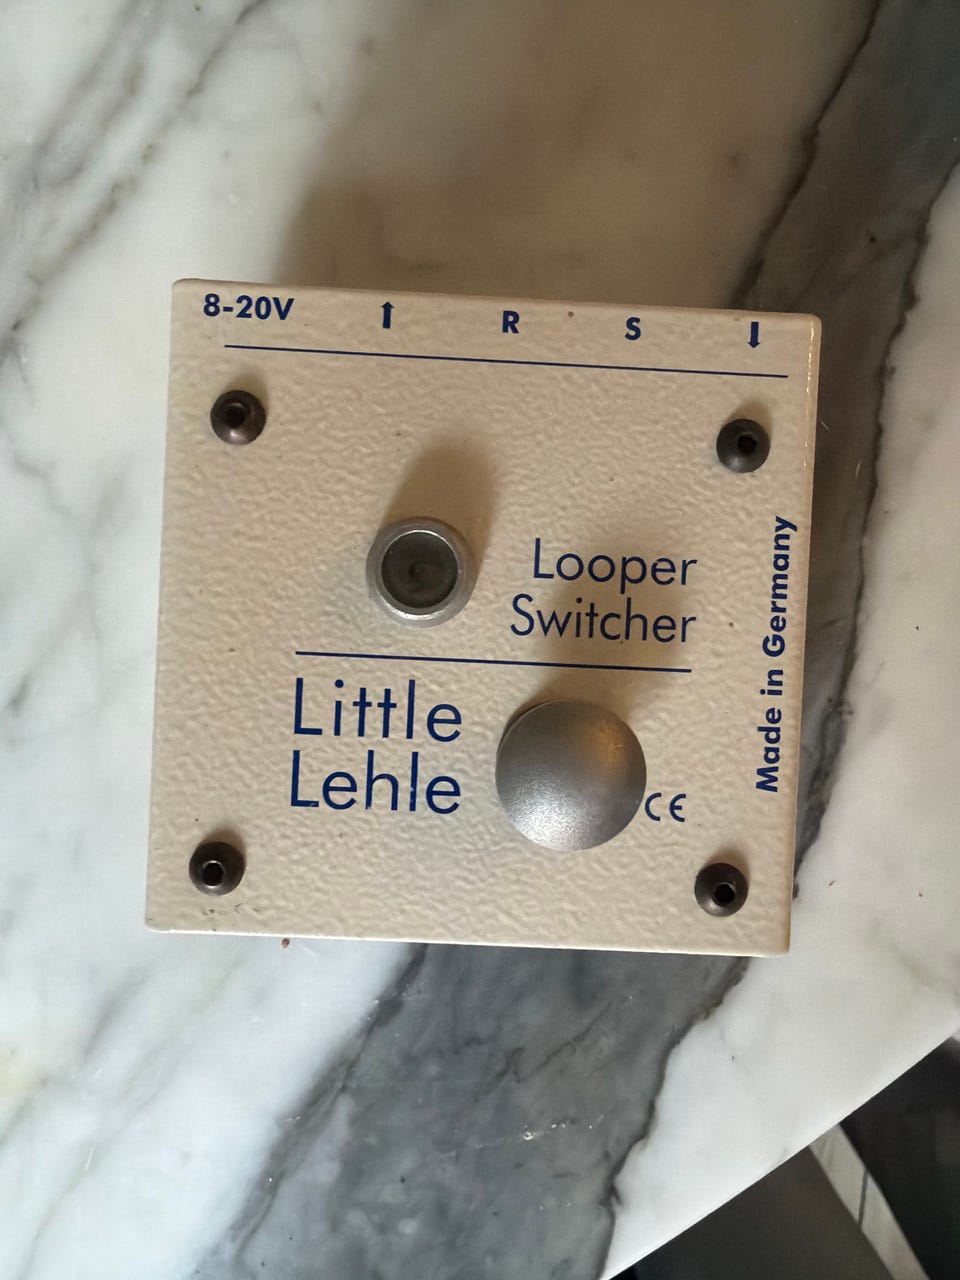 8-20V ↑ R S ↓
Looper
Switcher
Little
Lehle
CE
Made in Germany